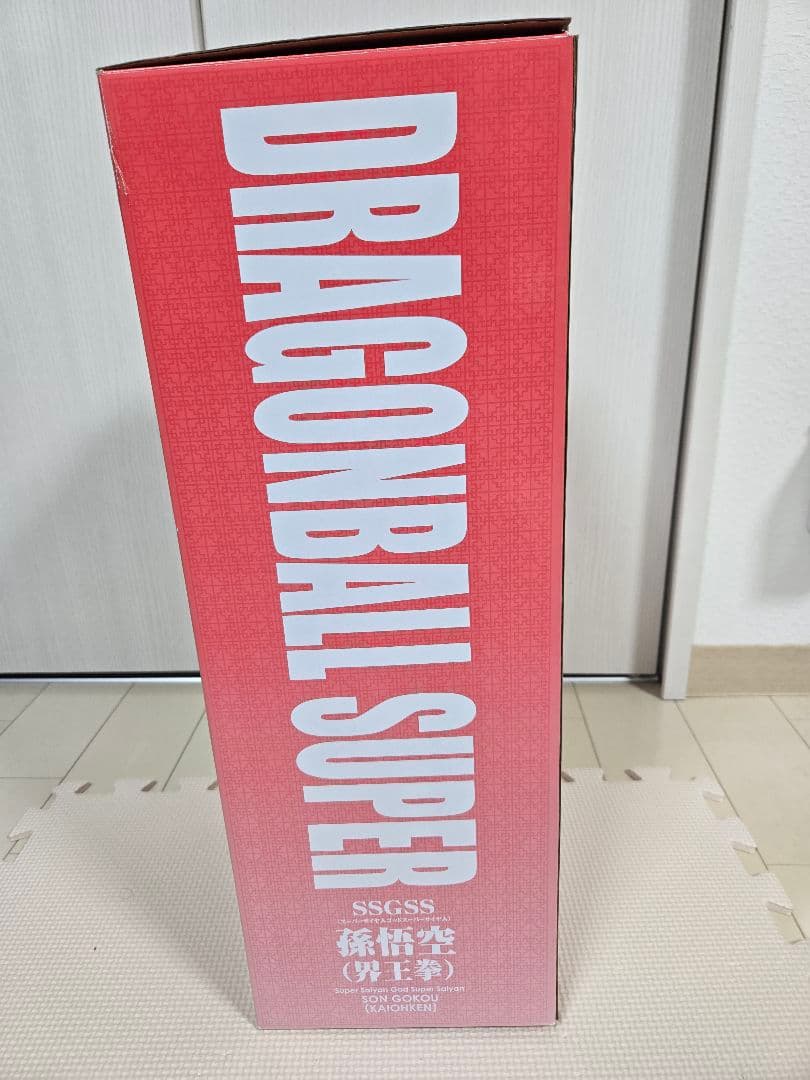 DRAGONBALL SUPER
SSGSS
(スーパーサイヤ人ゴッドスーパーサイヤ人)
孫悟空
(界王拳)
Super Saiyan God Super Saiyan
SON GOKOU
(KAIOHKEN)